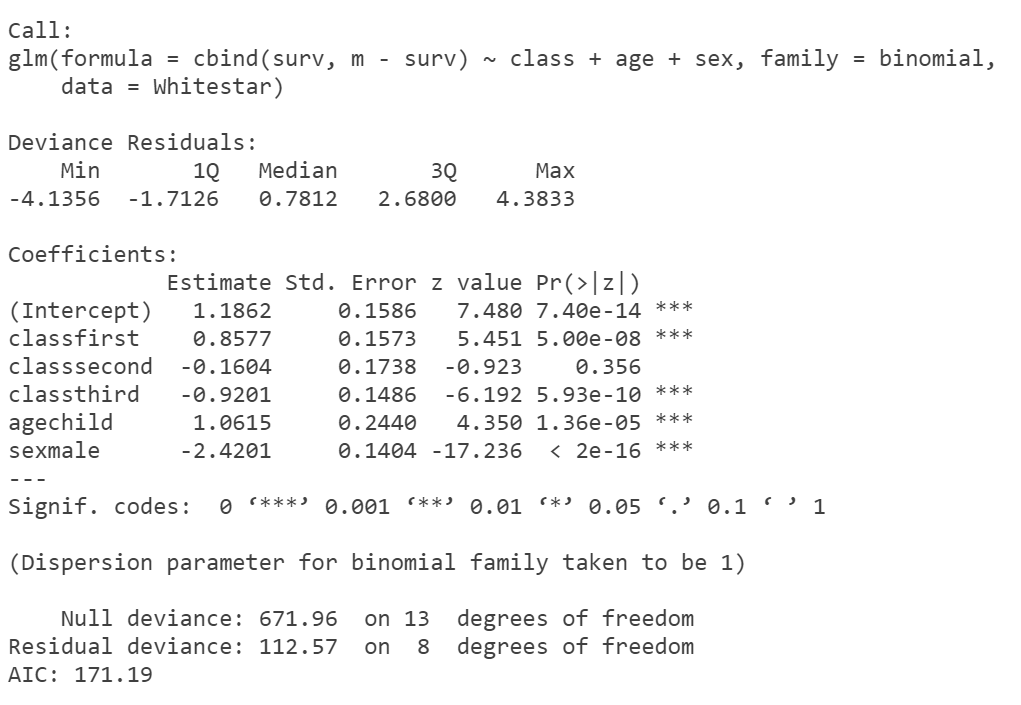 Call:
glm(formula = cbind(surv, m - surv) ~ class + age + sex, family = binomial,
    data = Whitestar)

Deviance Residuals:
    Min       1Q   Median       3Q      Max
-4.1356  -1.7126   0.7812   2.6800   4.3833

Coefficients:
            Estimate Std. Error z value Pr(>|z|)
(Intercept)   1.1862     0.1586   7.480 7.40e-14 ***
classfirst    0.8577     0.1573   5.451 5.00e-08 ***
classsecond  -0.1604     0.1738  -0.923    0.356
classthird   -0.9201     0.1486  -6.192 5.93e-10 ***
agechild      1.0615     0.2440   4.350 1.36e-05 ***
sexmale      -2.4201     0.1404 -17.236  < 2e-16 ***
---
Signif. codes:  0 ‘***’ 0.001 ‘**’ 0.01 ‘*’ 0.05 ‘.’ 0.1 ‘ ’ 1

(Dispersion parameter for binomial family taken to be 1)

    Null deviance: 671.96  on 13  degrees of freedom
Residual deviance: 112.57  on  8  degrees of freedom
AIC: 171.19